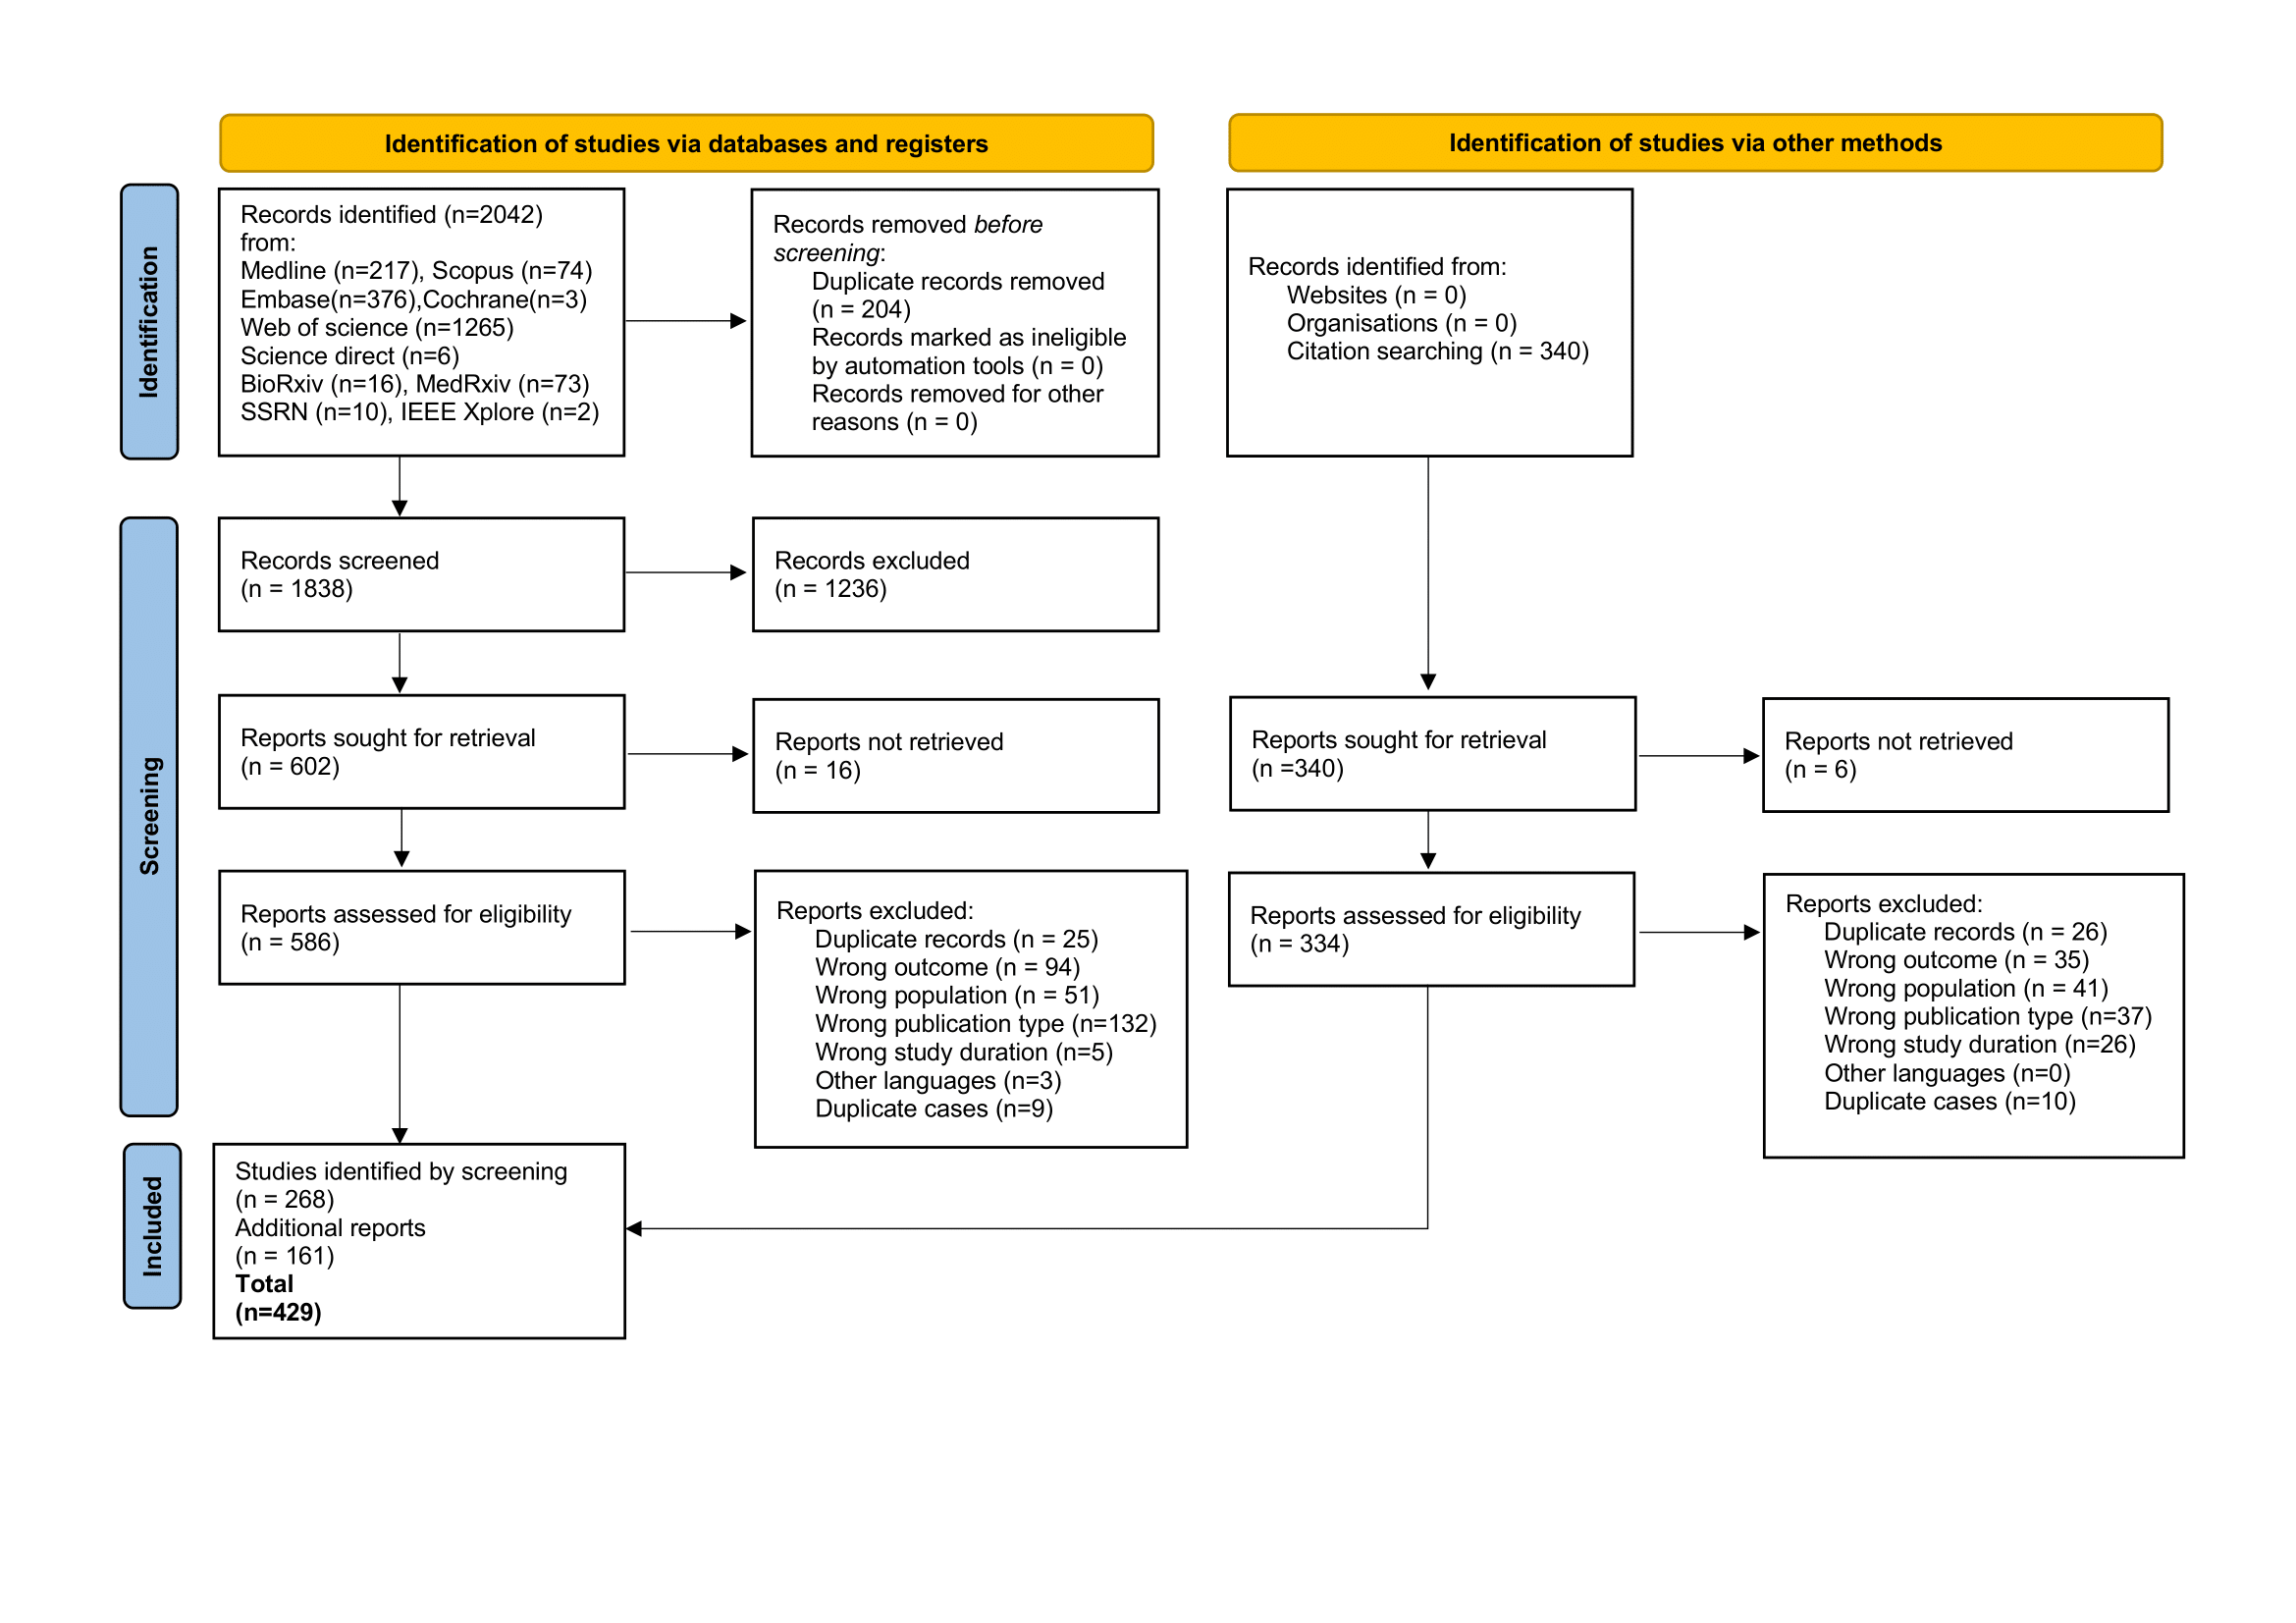 Identification of studies via databases and registers
Identification of studies via other methods
Identification
Records identified (n=2042)
from:
Medline (n=217), Scopus (n=74)
Embase(n=376),Cochrane(n=3)
Web of science (n=1265)
Science direct (n=6)
BioRxiv (n=16), MedRxiv (n=73)
SSRN (n=10), IEEE Xplore (n=2)
Records removed before
screening:
Duplicate records removed
(n = 204)
Records marked as ineligible
by automation tools (n = 0)
Records removed for other
reasons (n = 0)
Records identified from:
Websites (n = 0)
Organisations (n = 0)
Citation searching (n = 340)
Screening
Records screened
(n = 1838)
Records excluded
(n = 1236)
Reports sought for retrieval
(n = 602)
Reports not retrieved
(n = 16)
Reports sought for retrieval
(n =340)
Reports not retrieved
(n = 6)
Reports assessed for eligibility
(n = 586)
Reports excluded:
Duplicate records (n = 25)
Wrong outcome (n = 94)
Wrong population (n = 51)
Wrong publication type (n=132)
Wrong study duration (n=5)
Other languages (n=3)
Duplicate cases (n=9)
Reports assessed for eligibility
(n = 334)
Reports excluded:
Duplicate records (n = 26)
Wrong outcome (n = 35)
Wrong population (n = 41)
Wrong publication type (n=37)
Wrong study duration (n=26)
Other languages (n=0)
Duplicate cases (n=10)
Included
Studies identified by screening
(n = 268)
Additional reports
(n = 161)
Total
(n=429)